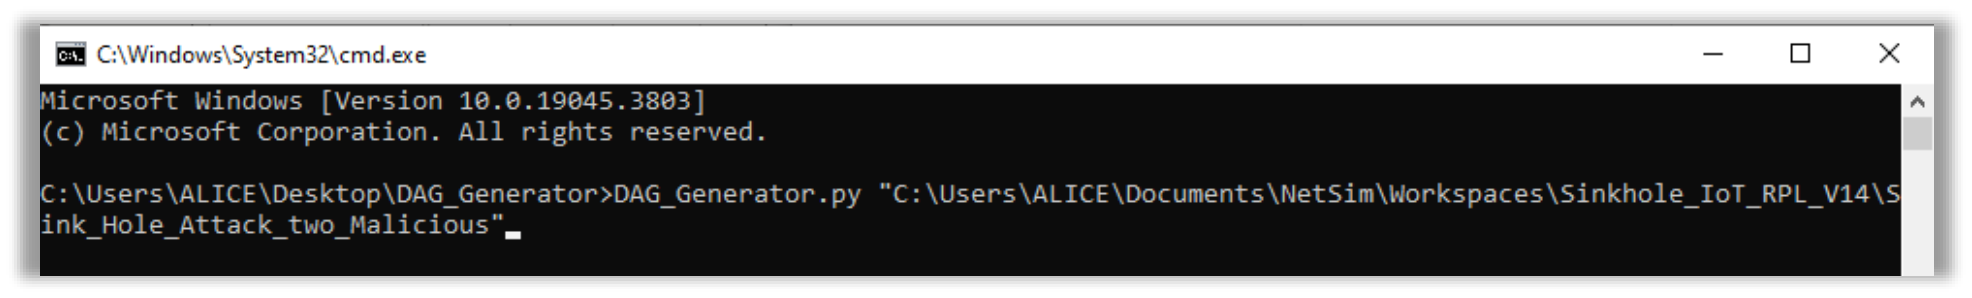 C:\Windows\System32\cmd.exe
Microsoft Windows [Version 10.0.19045.3803]
(c) Microsoft Corporation. All rights reserved.
C:\Users\ALICE\Desktop\DAG_Generator>DAG_Generator.py "C:\Users\ALICE\Documents\NetSim\Workspaces\Sinkhole_IoT_RPL_V14\S
ink_Hole_Attack_two_Malicious"